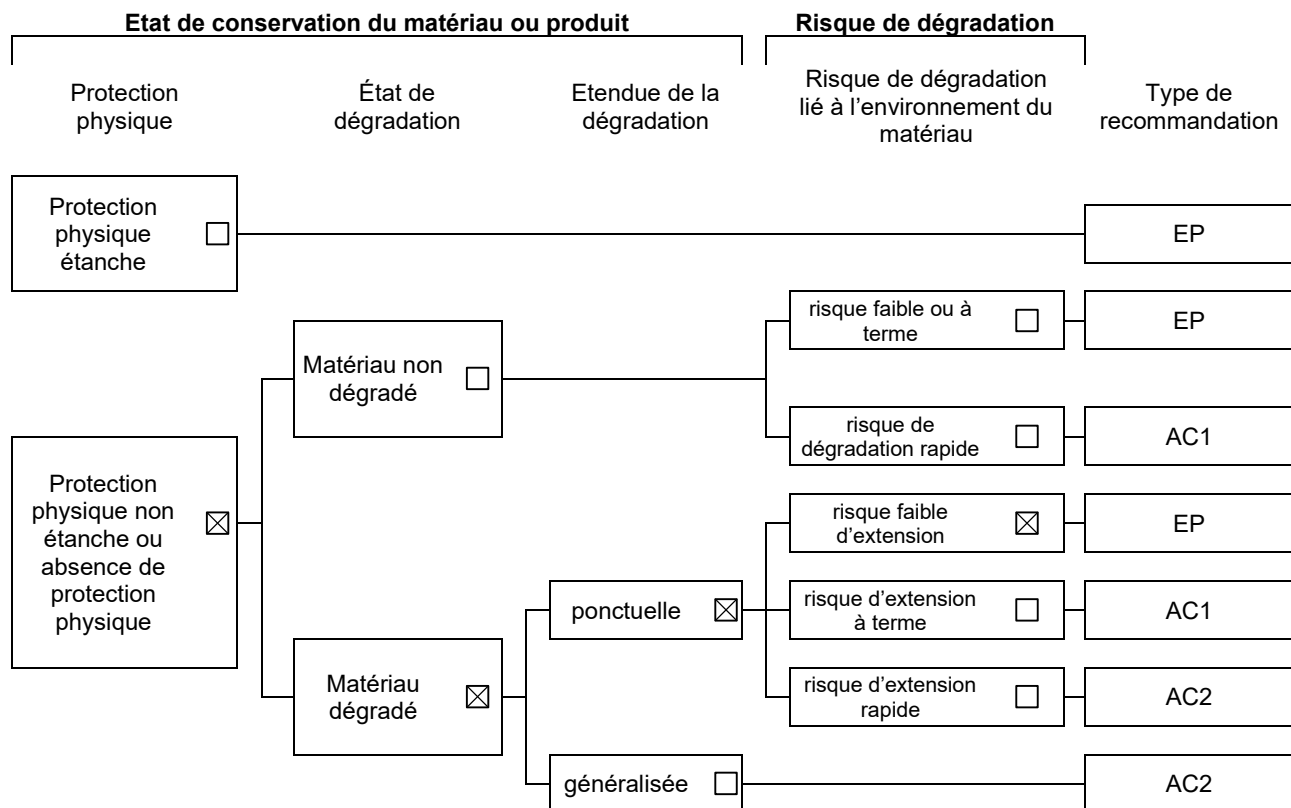 Etat de conservation du matériau ou produit
Risque de dégradation
Protection
physique
État de
dégradation
Etendue de la
dégradation
Risque de dégradation
lié à l’environnement du
matériau
Type de
recommandation
Protection
physique
étanche
EP
risque faible ou à
terme
EP
Matériau non
dégradé
risque de
dégradation rapide
AC1
Protection
physique non
étanche ou
absence de
protection
physique
risque faible
d’extension
EP
ponctuelle
risque d’extension
à terme
AC1
Matériau
dégradé
risque d’extension
rapide
AC2
généralisée
AC2